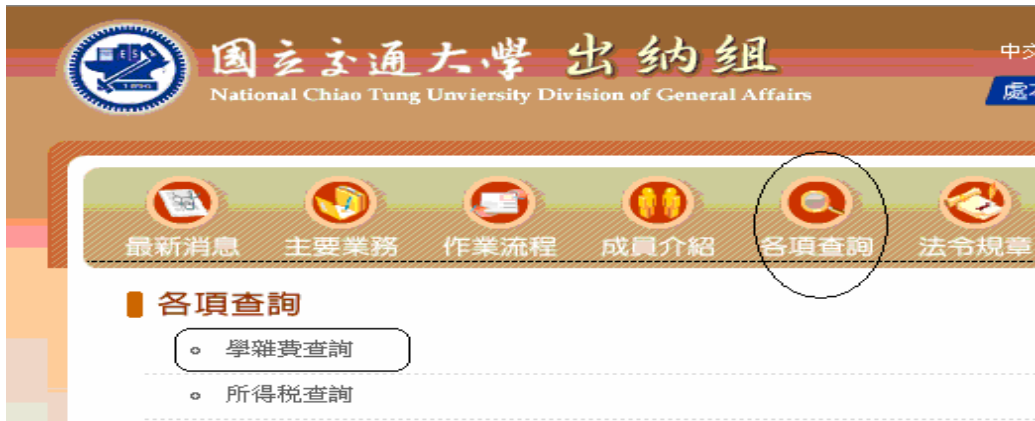 國立交通大學 出納組
National Chiao Tung Unviersity Division of General Affairs
最新消息 主要業務 作業流程 成員介紹 各項查詢 法令規章
各項查詢
學雜費查詢
所得稅查詢